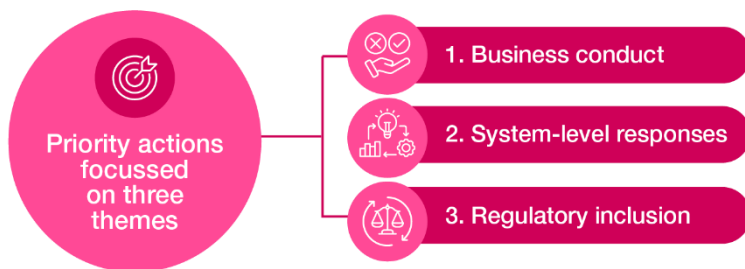 Priority actions
focussed
on three
themes
1. Business conduct
2. System-level responses
3. Regulatory inclusion